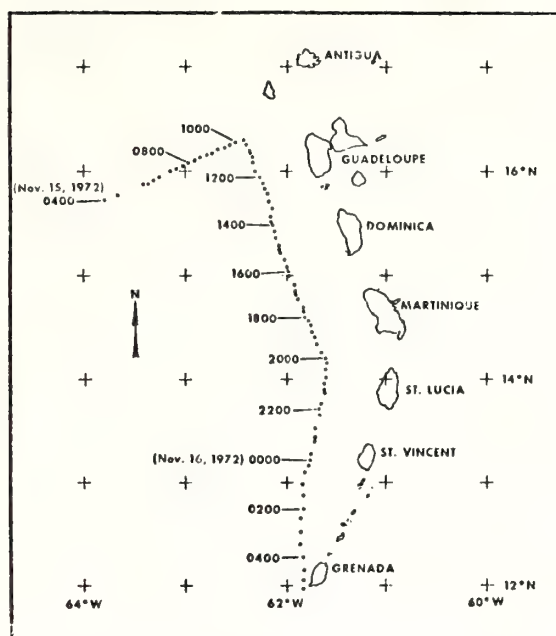 ANTIGUA
1000
0800
GUADELOUPE
16°N
(Nov. 15, 1972)
0400
1200
1400
DOMINICA
1600
N
MARTINIQUE
1800
2000
14°N
ST. LUCIA
2200
ST. VINCENT
(Nov. 16, 1972) 0000
0200
0400
GRENADA
12°N
64°W
62°W
60°W